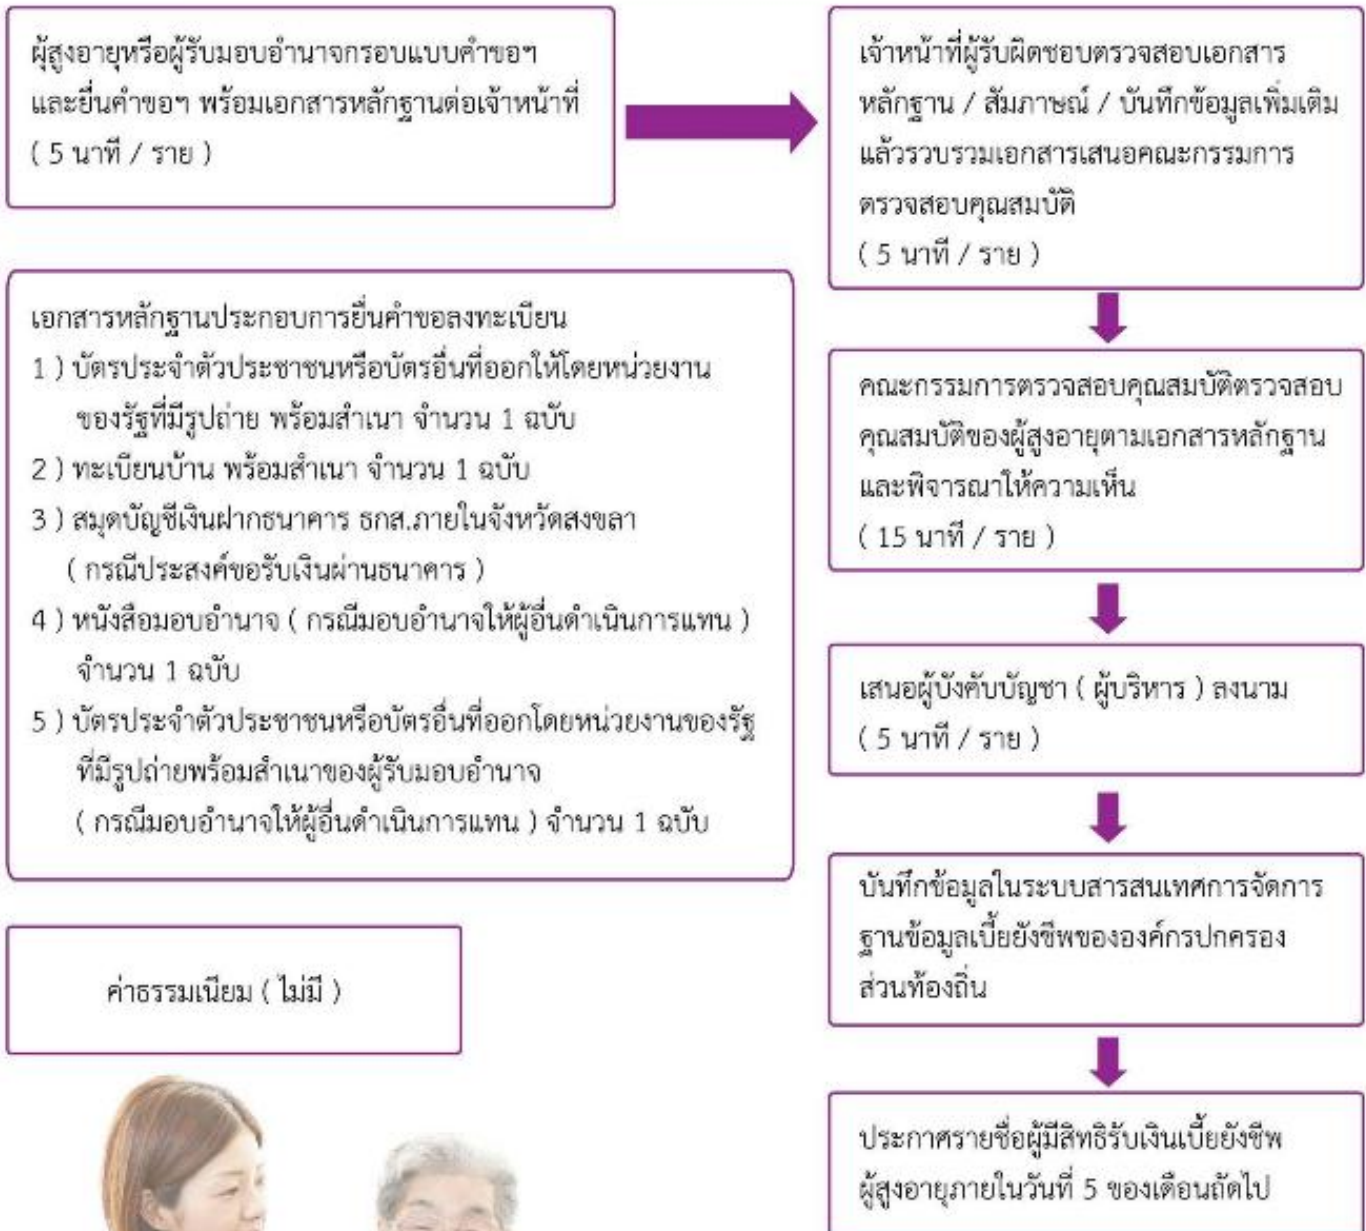 ผู้สูงอายุหรือผู้รับมอบอำนาจกรอบแบบคำขอฯ
และยื่นคำขอฯ พร้อมเอกสารหลักฐานต่อเจ้าหน้าที่
( 5 นาที / ราย )
เจ้าหน้าที่ผู้รับผิดชอบตรวจสอบเอกสาร
หลักฐาน / สัมภาษณ์ / บันทึกข้อมูลเพิ่มเติม
แล้วรวบรวมเอกสารเสนอคณะกรรมการ
ตรวจสอบคุณสมบัติ
( 5 นาที / ราย )
คณะกรรมการตรวจสอบคุณสมบัติตรวจสอบ
คุณสมบัติของผู้สูงอายุตามเอกสารหลักฐาน
และพิจารณาให้ความเห็น
( 15 นาที / ราย )
เสนอผู้บังคับบัญชา ( ผู้บริหาร ) ลงนาม
( 5 นาที / ราย )
บันทึกข้อมูลในระบบสารสนเทศการจัดการ
ฐานข้อมูลเบี้ยยังชีพขององค์กรปกครอง
ส่วนท้องถิ่น
ประกาศรายชื่อผู้มีสิทธิรับเงินเบี้ยยังชีพ
ผู้สูงอายุภายในวันที่ 5 ของเดือนถัดไป
เอกสารหลักฐานประกอบการยื่นคำขอลงทะเบียน
1 ) บัตรประจำตัวประชาชนหรือบัตรอื่นที่ออกให้โดยหน่วยงาน
ของรัฐที่มีรูปถ่าย พร้อมสำเนา จำนวน 1 ฉบับ
2 ) ทะเบียนบ้าน พร้อมสำเนา จำนวน 1 ฉบับ
3 ) สมุดบัญชีเงินฝากธนาคาร ธกส.ภายในจังหวัดสงขลา
( กรณีประสงค์ขอรับเงินผ่านธนาคาร )
4 ) หนังสือมอบอำนาจ ( กรณีมอบอำนาจให้ผู้อื่นดำเนินการแทน )
จำนวน 1 ฉบับ
5 ) บัตรประจำตัวประชาชนหรือบัตรอื่นที่ออกโดยหน่วยงานของรัฐ
ที่มีรูปถ่ายพร้อมสำเนาของผู้รับมอบอำนาจ
( กรณีมอบอำนาจให้ผู้อื่นดำเนินการแทน ) จำนวน 1 ฉบับ
ค่าธรรมเนียม ( ไม่มี )